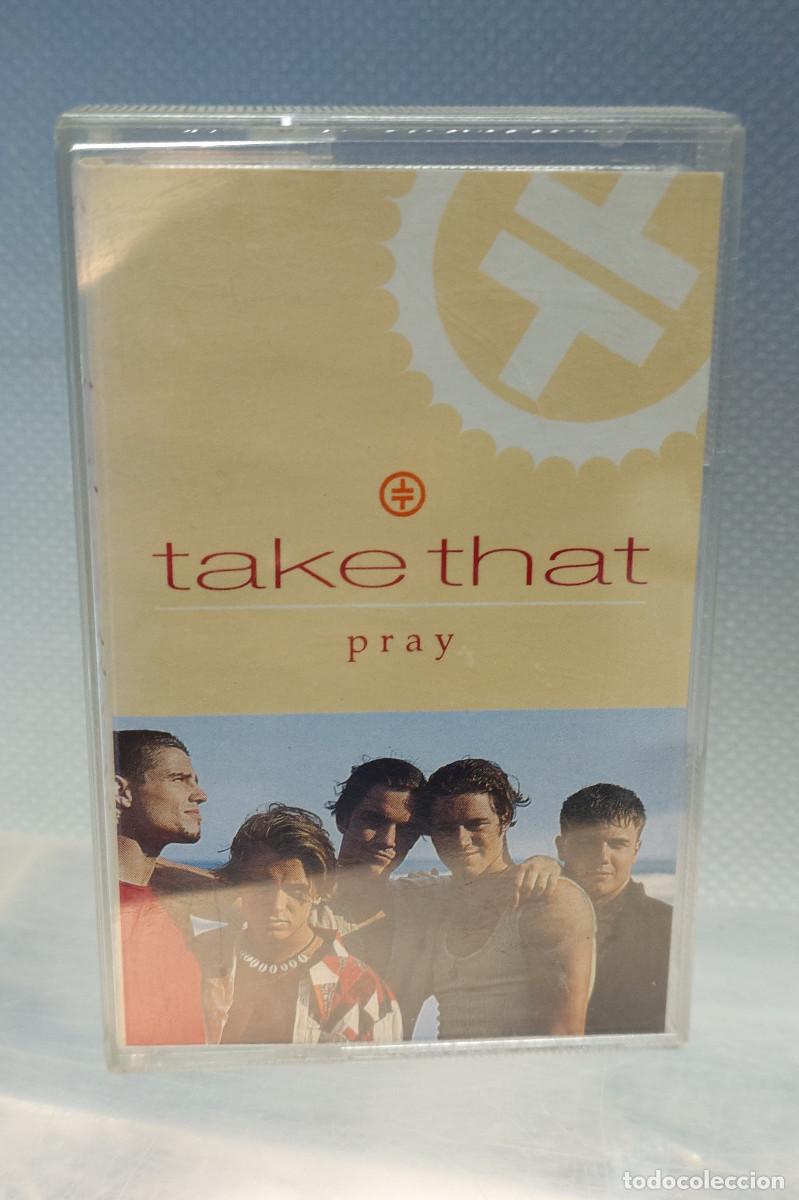 take that
pray
todocoleccion